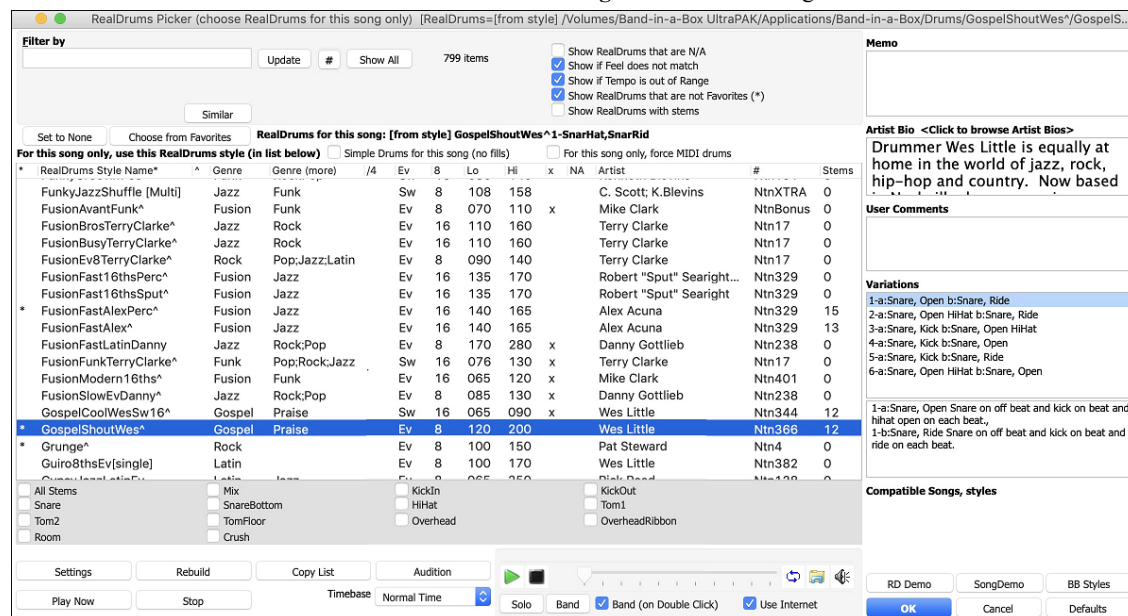 RealDrums Picker (choose RealDrums for this song only) [RealDrums=[from style] /Volumes/Band-in-a-Box UltraPAK/Applications/Band-in-a-Box/Drums/GospelShoutWes^/GospelS...
Filter by
Update # Show All 799 items
Similar
Show RealDrums that are N/A
Show if Feel does not match
Show if Tempo is out of Range
Show RealDrums that are not Favorites (*)
Show RealDrums with stems
Set to None Choose from Favorites RealDrums for this song: [from style] GospelShoutWes^1-SnarHat,SnarRid
For this song only, use this RealDrums style (in list below) Simple Drums for this song (no fills) For this song only, force MIDI drums
* RealDrums Style Name* ^ Genre Genre (more) /4 Ev 8 Lo Hi x NA Artist # Stems
FunkyJazzShuffle [Multi] Jazz Funk Sw 8 108 158 C. Scott; K.Blevins NtnXTRA 0
FusionAvantFunk^ Fusion Funk Ev 8 070 110 x Mike Clark NtnBonus 0
FusionBrosTerryClarke^ Jazz Rock Ev 16 110 160 Terry Clarke Ntn17 0
FusionBusyTerryClarke^ Jazz Rock Ev 16 110 160 Terry Clarke Ntn17 0
FusionEv8TerryClarke^ Rock Pop;Jazz;Latin Ev 8 090 140 Terry Clarke Ntn17 0
FusionFast16thsPerc^ Fusion Jazz Ev 16 135 170 Robert "Sput" Searight... Ntn329 0
FusionFast16thsSput^ Fusion Jazz Ev 16 135 170 Robert "Sput" Searight Ntn329 0
* FusionFastAlexPerc^ Fusion Jazz Ev 16 140 165 Alex Acuna Ntn329 15
FusionFastAlex^ Fusion Jazz Ev 16 140 165 Alex Acuna Ntn329 13
FusionFastLatinDanny Jazz Rock;Pop Ev 8 170 280 x Danny Gottlieb Ntn238 0
FusionFunkTerryClarke^ Funk Pop;Rock;Jazz Sw 16 076 130 x Terry Clarke Ntn17 0
FusionModern16ths^ Fusion Funk Ev 16 065 120 x Mike Clark Ntn401 0
FusionSlowEvDanny^ Jazz Rock;Pop Ev 8 085 130 x Danny Gottlieb Ntn238 0
GospelCoolWesSw16^ Gospel Praise Sw 16 065 090 x Wes Little Ntn344 12
* GospelShoutWes^ Gospel Praise Ev 8 120 200 Wes Little Ntn366 12
* Grunge^ Rock Ev 8 100 150 Pat Steward Ntn4 0
Guiro8thsEv[single] Latin Ev 8 100 170 Wes Little Ntn382 0
All Stems Mix KickIn KickOut
Snare SnareBottom HiHat Tom1
Tom2 TomFloor Overhead OverheadRibbon
Room Crush
Settings Rebuild Copy List Audition
Play Now Stop Timebase Normal Time
Solo Band Band (on Double Click) Use Internet
Memo
Artist Bio <Click to browse Artist Bios>
Drummer Wes Little is equally at
home in the world of jazz, rock,
hip-hop and country. Now based
User Comments
Variations
1-a:Snare, Open b:Snare, Ride
2-a:Snare, Open HiHat b:Snare, Ride
3-a:Snare, Kick b:Snare, Open HiHat
4-a:Snare, Kick b:Snare, Open
5-a:Snare, Kick b:Snare, Ride
6-a:Snare, Open HiHat b:Snare, Open
1-a:Snare, Open Snare on off beat and kick on beat and
hihat open on each beat.,
1-b:Snare, Ride Snare on off beat and kick on beat and
ride on each beat.
Compatible Songs, styles
RD Demo SongDemo BB Styles
OK Cancel Defaults